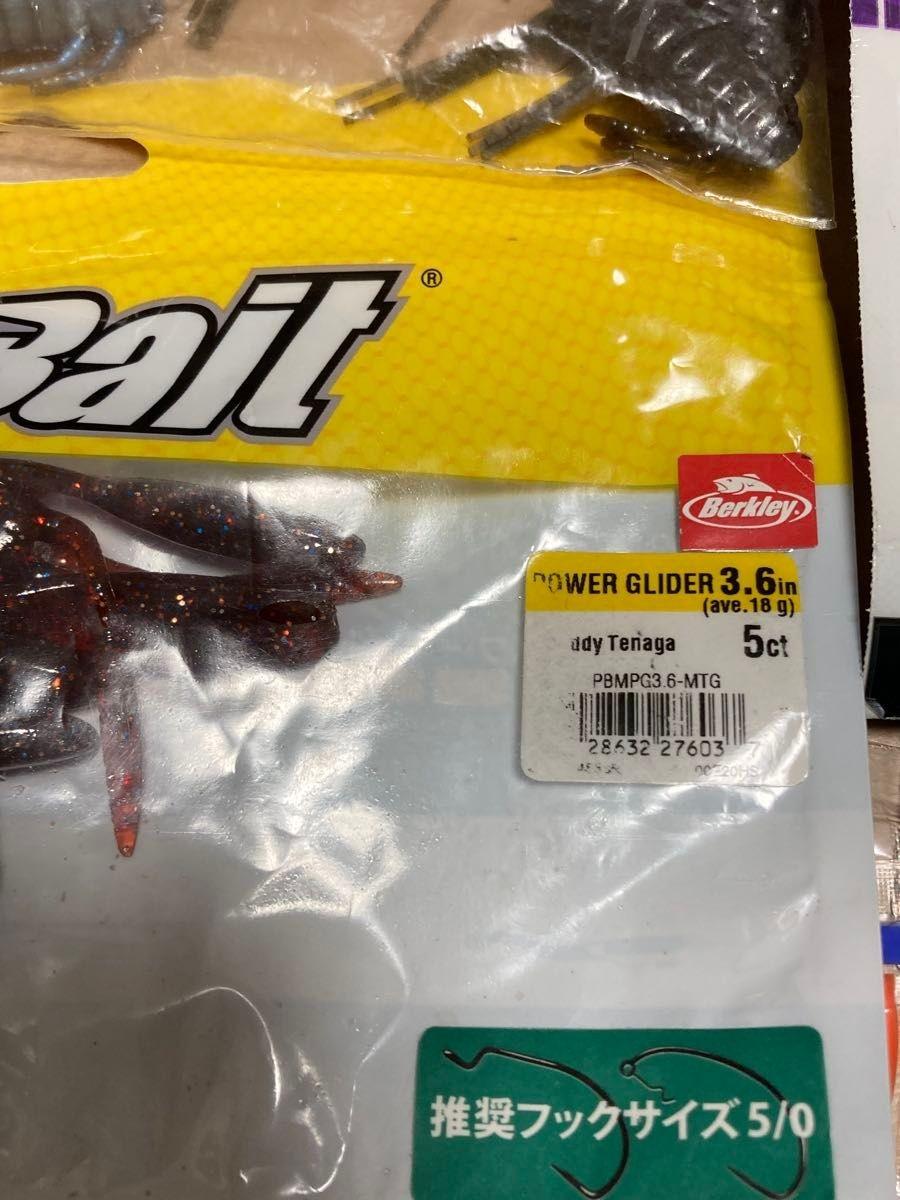 Bait®
Berkley.
POWER GLIDER 3.6in
(ave.18 g)
ddy Tenaga 5ct
PBMPG3.6-MTG
28632 27603 7
推奨フックサイズ5/0